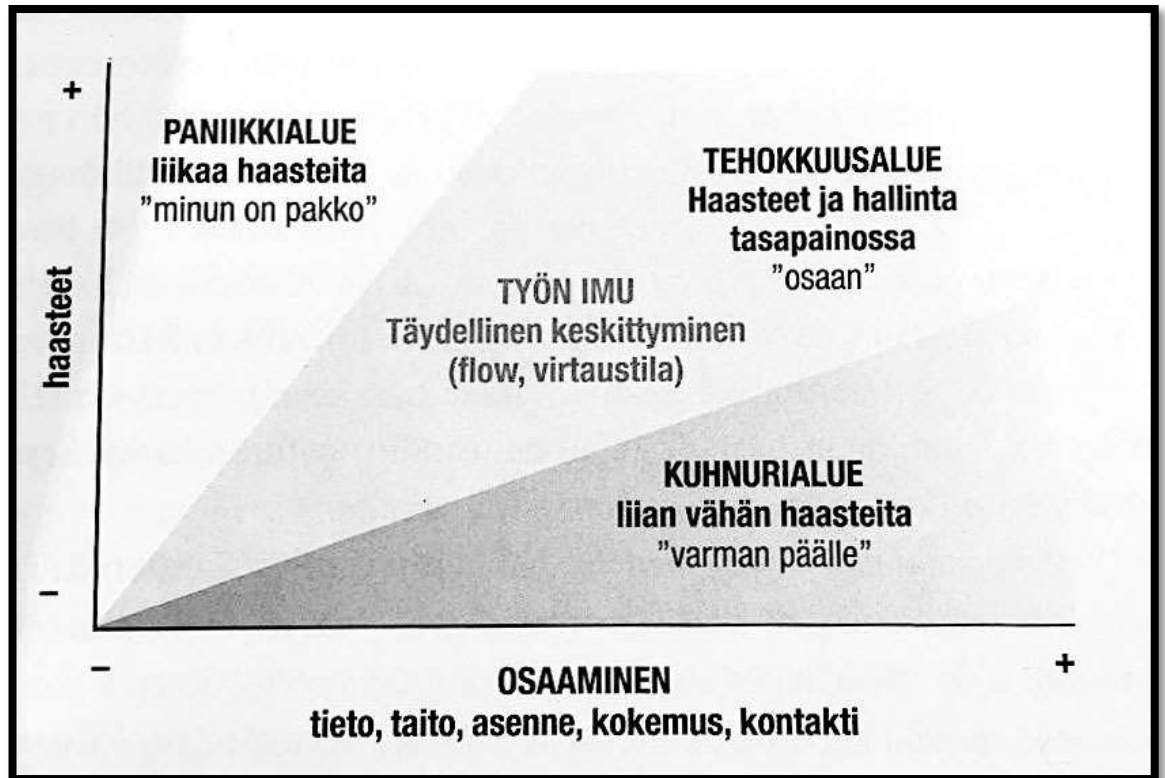 +
PANIIKKIALUE
liikaa haasteita
"minun on pakko"
TEHOKKUUSALUE
Haasteet ja hallinta
tasapainossa
"osaan"
haasteet
TYÖN IMU
Täydellinen keskittyminen
(flow, virtaustila)
KUHNURIALUE
liian vähän haasteita
"varman päälle"
–
–
+
OSAAMINEN
tieto, taito, asenne, kokemus, kontakti